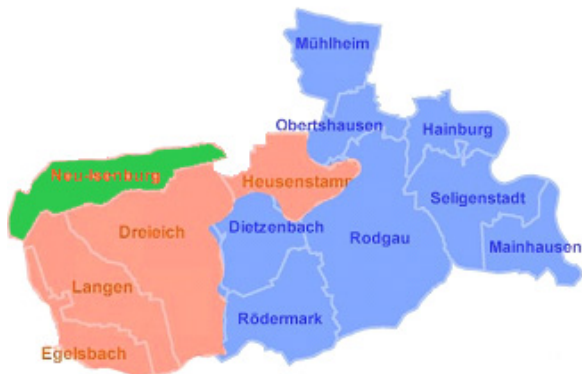 Mühlheim
Obertshausen
Hainburg
Neu-Isenburg
Heusenstamm
Seligenstadt
Dreieich
Dietzenbach
Rodgau
Mainhausen
Langen
Rödermark
Egelsbach